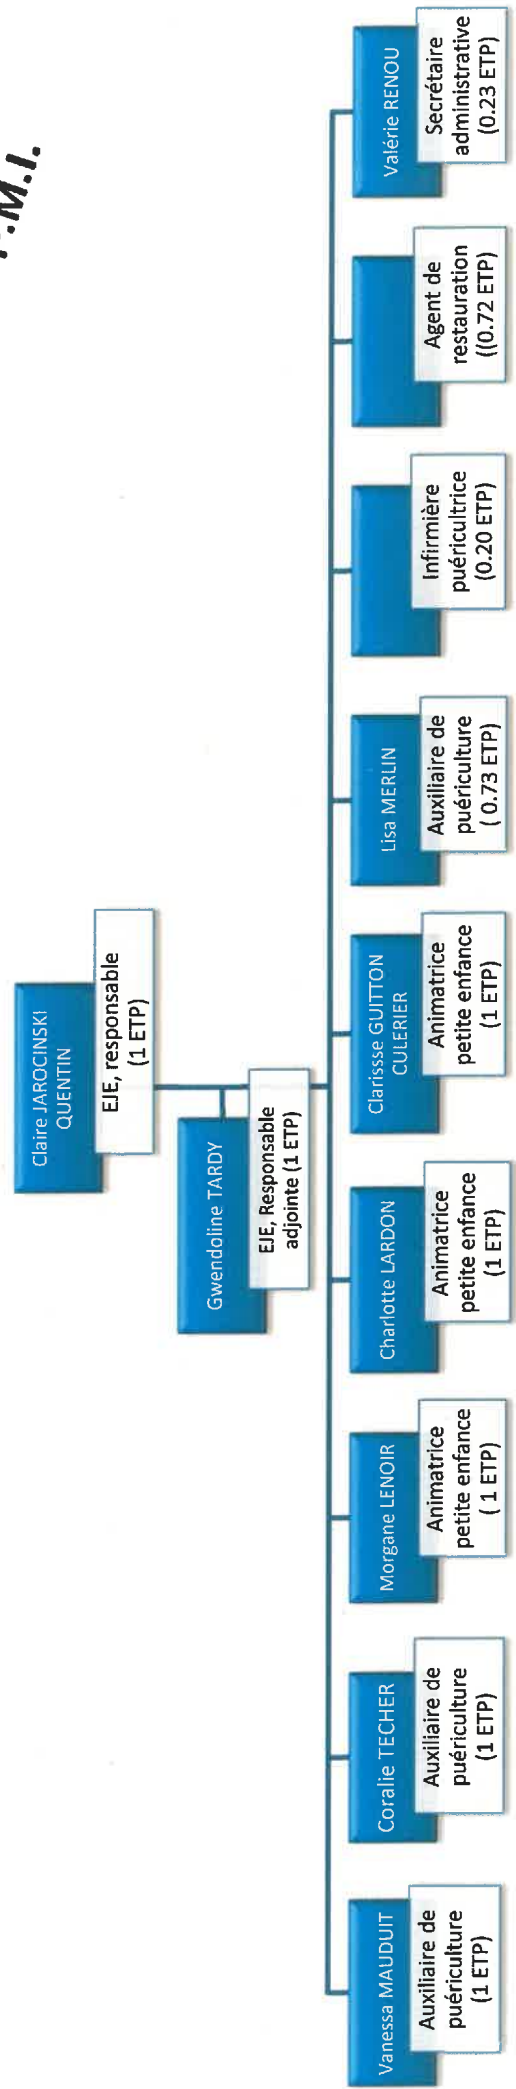 P.M.I.
Claire JAROCINSKI
QUENTIN
EJE, responsable
(1 ETP)
Gwendoline TARDY
EJE, Responsable
adjointe (1 ETP)
Vanessa MAUDUIT
Auxiliaire de
puériculture
(1 ETP)
Coralie TECHER
Auxiliaire de
puériculture
(1 ETP)
Morgane LENOIR
Animatrice
petite enfance
( 1 ETP)
Charlotte LARDON
Animatrice
petite enfance
(1 ETP)
Clarissse GUITTON
CULERIER
Animatrice
petite enfance
(1 ETP)
Lisa MERLIN
Auxiliaire de
puériculture
( 0.73 ETP)
Infirmière
puéricultrice
(0.20 ETP)
Agent de
restauration
((0.72 ETP)
Valérie RENOU
Secrétaire
administrative
(0.23 ETP)